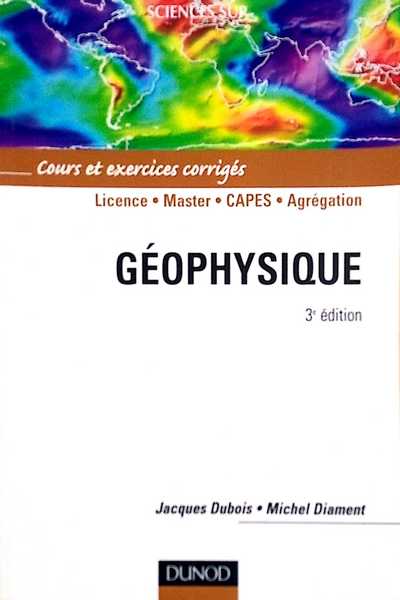 SCIENCES SUP
Cours et exercices corrigés
Licence • Master • CAPES • Agrégation
GÉOPHYSIQUE
3e édition
Jacques Dubois • Michel Diament
DUNOD